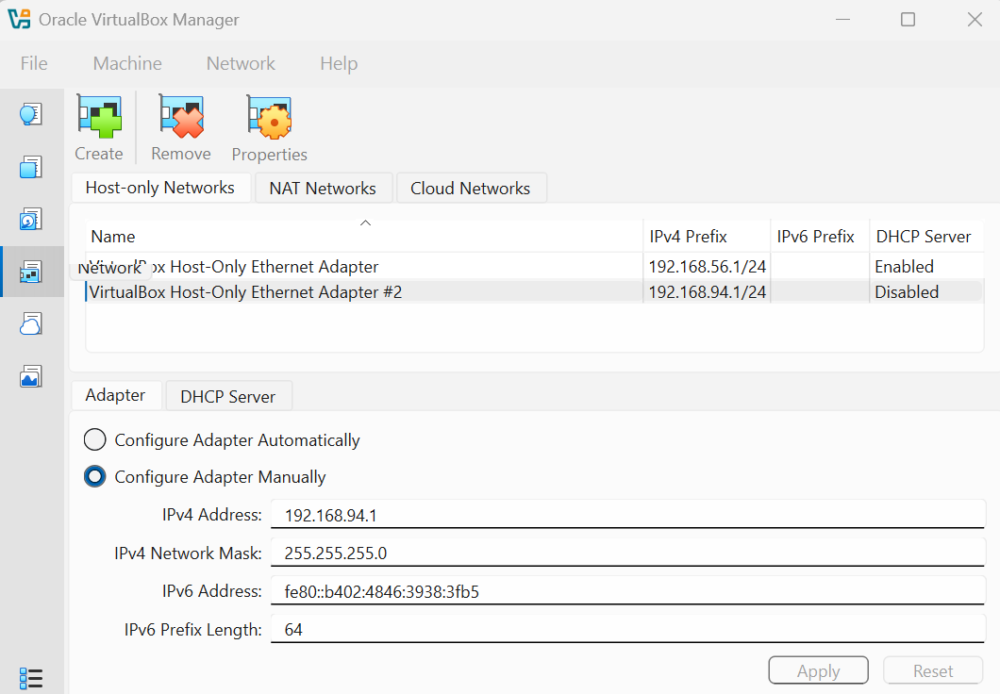 Oracle VirtualBox Manager
File Machine Network Help
Create Remove Properties
Host-only Networks NAT Networks Cloud Networks
Name IPv4 Prefix IPv6 Prefix DHCP Server
Network
ox Host-Only Ethernet Adapter 192.168.56.1/24 Enabled
VirtualBox Host-Only Ethernet Adapter #2 192.168.94.1/24 Disabled
Adapter DHCP Server
Configure Adapter Automatically
Configure Adapter Manually
IPv4 Address: 192.168.94.1
IPv4 Network Mask: 255.255.255.0
IPv6 Address: fe80::b402:4846:3938:3fb5
IPv6 Prefix Length: 64
Apply Reset